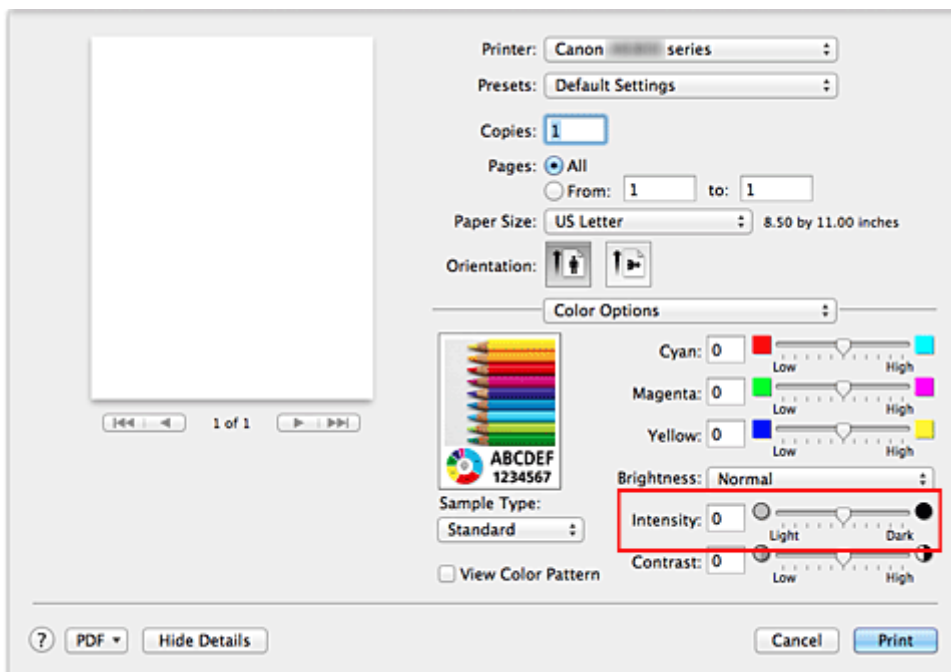 Printer: Canon series
Presets: Default Settings
Copies: 1
Pages: All
From: 1 to: 1
Paper Size: US Letter 8.50 by 11.00 inches
Orientation:
Color Options
1 of 1
ABCDEF
1234567
Sample Type:
Standard
View Color Pattern
Cyan: 0
Low High
Magenta: 0
Low High
Yellow: 0
Low High
Brightness: Normal
Intensity: 0
Light Dark
Contrast: 0
Low High
? PDF Hide Details Cancel Print